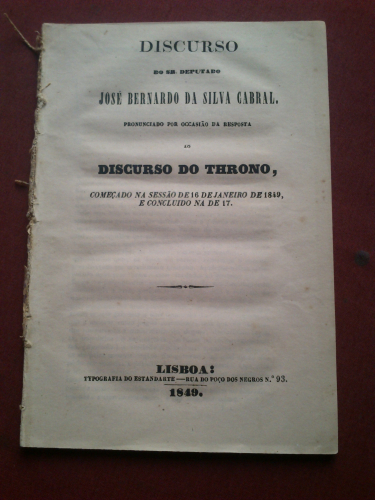 DISCURSO
DO SR. DEPUTADO
JOSÉ BERNARDO DA SILVA CABRAL.
PRONUNCIADO POR OCCASIÃO DA RESPOSTA
AO
DISCURSO DO THRONO,
COMEÇADO NA SESSÃO DE 16 DE JANEIRO DE 1849,
E CONCLUIDO NA DE 17.
LISBOA:
TYPOGRAFIA DO ESTANDARTE—RUA DO POÇO DOS NEGROS N.º 93.
1849.